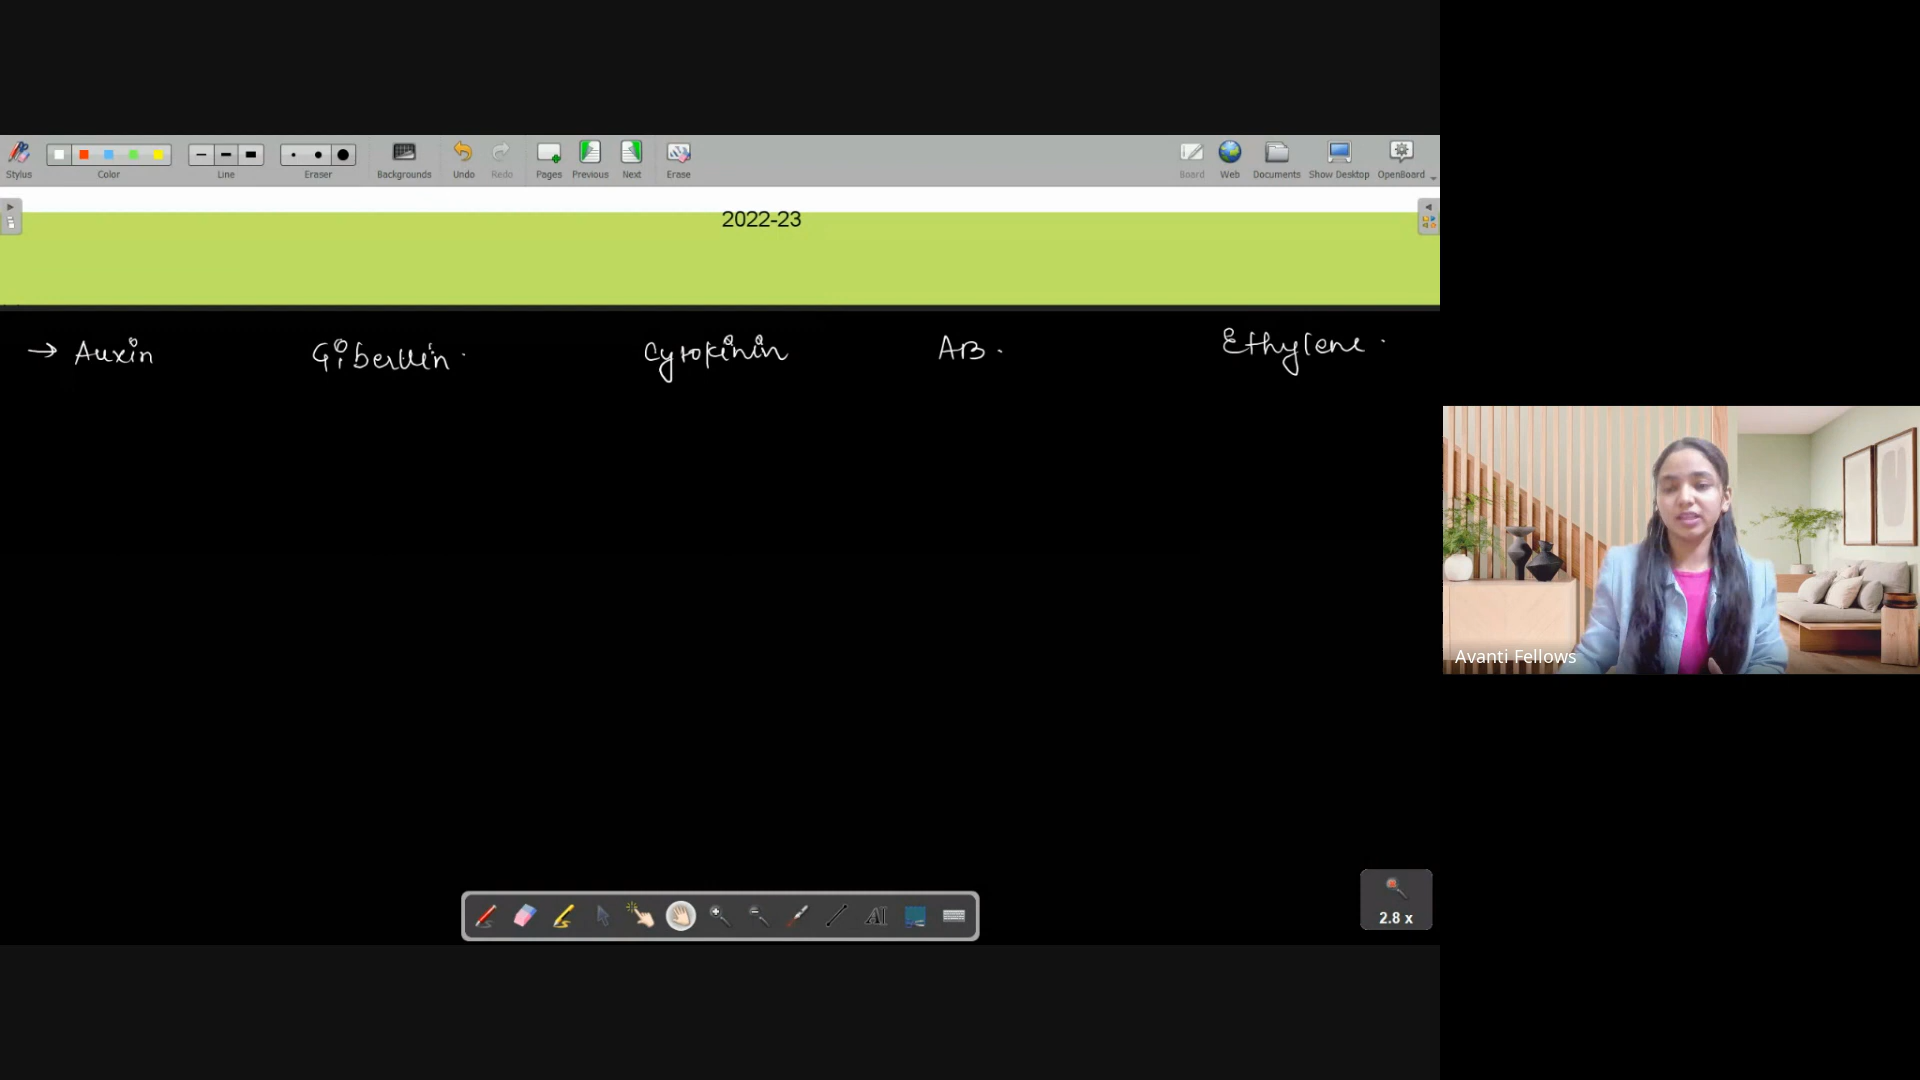 Stylus Color Line Eraser Backgrounds Undo Redo Pages Previous Next Erase Board Web Documents Show Desktop OpenBoard
2022-23
→ Auxin Giberllin. Cytokinin AB. Ethylene.
Avanti Fellows
AI
2.8 x